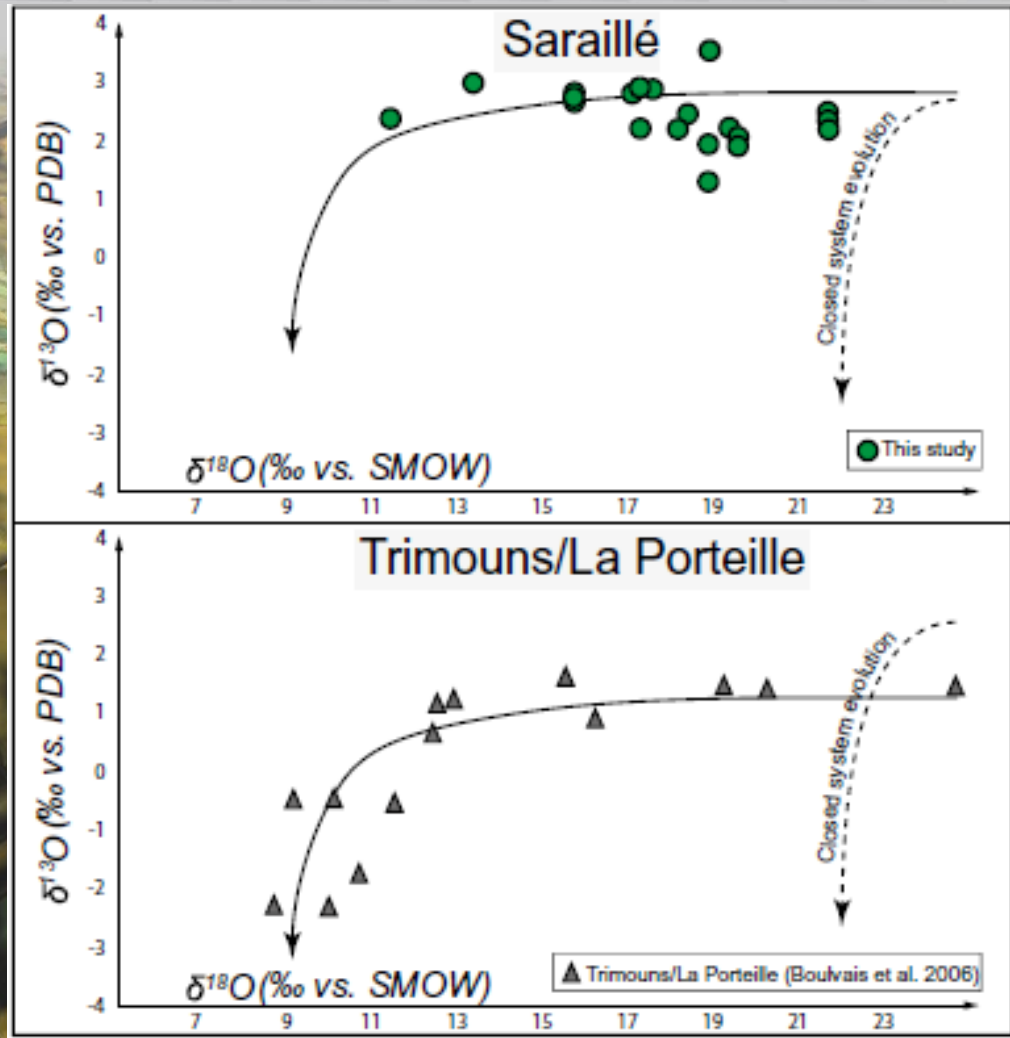 Saraillé
4
3
2
1
0
-1
-2
-3
-4
δ¹³O(‰ vs. PDB)
Closed system evolution
This study
δ¹⁸O(‰ vs. SMOW)
7 9 11 13 15 17 19 21 23
Trimouns/La Porteille
4
3
2
1
0
-1
-2
-3
-4
δ¹³O(‰ vs. PDB)
Closed system evolution
Trimouns/La Porteille (Boulvais et al. 2006)
δ¹⁸O(‰ vs. SMOW)
7 9 11 13 15 17 19 21 23